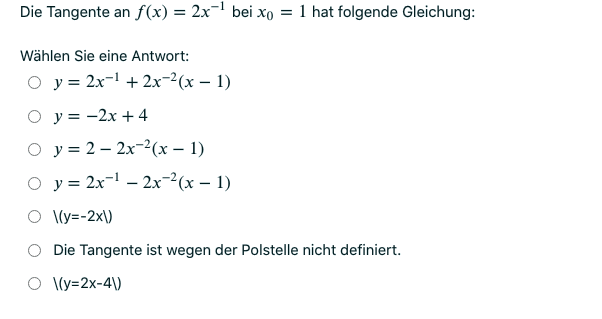 Die Tangente an f(x) = 2x⁻¹ bei x₀ = 1 hat folgende Gleichung:
Wählen Sie eine Antwort:
y = 2x⁻¹ + 2x⁻²(x − 1)
y = −2x + 4
y = 2 − 2x⁻²(x − 1)
y = 2x⁻¹ − 2x⁻²(x − 1)
\(y=-2x\)
Die Tangente ist wegen der Polstelle nicht definiert.
\(y=2x-4\)